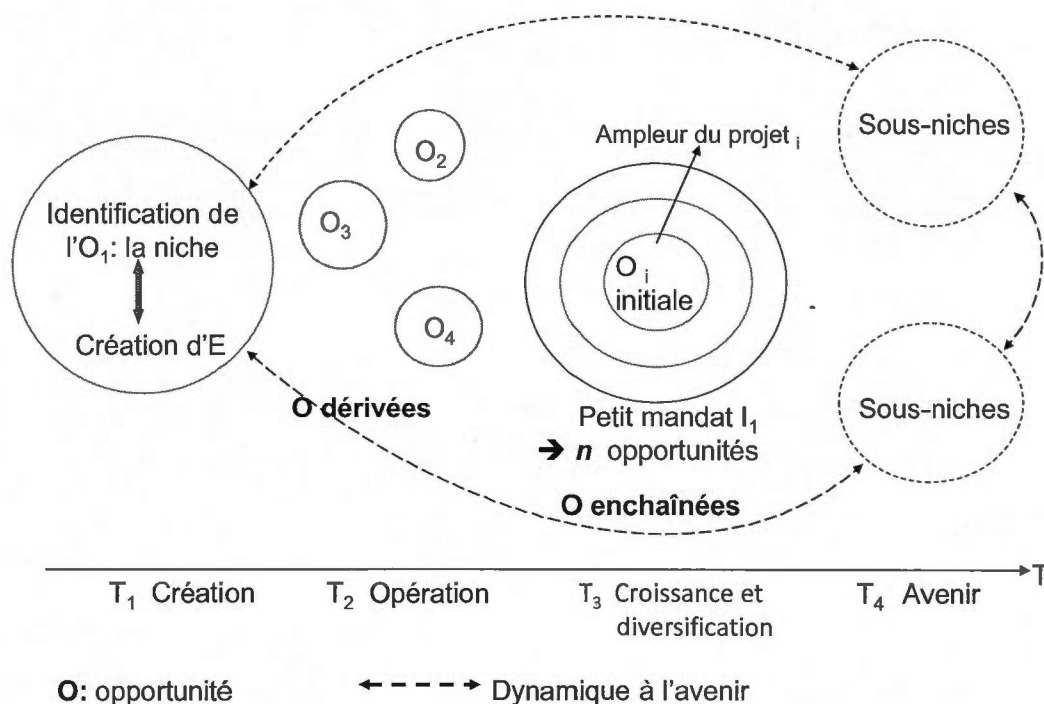 Identification de
l'O₁: la niche
Création d'E
O₂
O₃
O₄
O dérivées
Ampleur du projet ᵢ
O ᵢ
initiale
Petit mandat I₁
➔ n opportunités
O enchaînées
Sous-niches
Sous-niches
T₁ Création
T₂ Opération
T₃ Croissance et
diversification
T₄ Avenir
T
O: opportunité
Dynamique à l'avenir